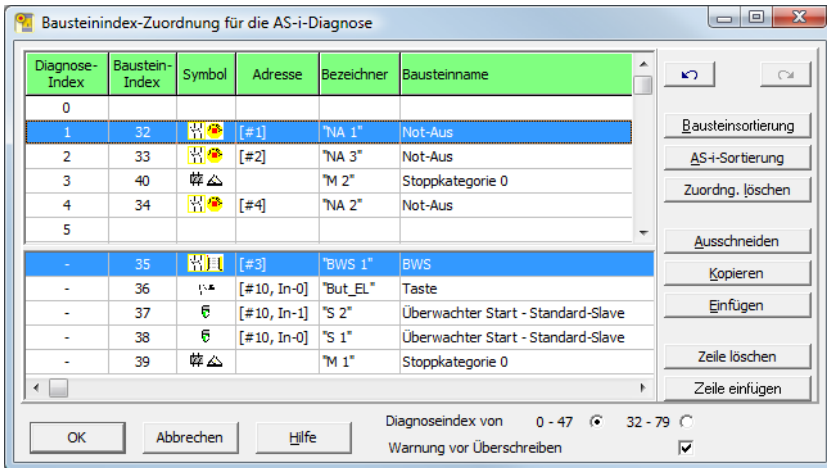 Bausteinindex-Zuordnung für die AS-i-Diagnose
Diagnose-Index Baustein-Index Symbol Adresse Bezeichner Bausteinname
0
1 32 [#1] "NA 1" Not-Aus
2 33 [#2] "NA 3" Not-Aus
3 40 "M 2" Stoppkategorie 0
4 34 [#4] "NA 2" Not-Aus
5
- 35 [#3] "BWS 1" BWS
- 36 [#10, In-0] "But_EL" Taste
- 37 [#10, In-1] "S 2" Überwachter Start - Standard-Slave
- 38 [#10, In-0] "S 1" Überwachter Start - Standard-Slave
- 39 "M 1" Stoppkategorie 0
Bausteinsortierung
AS-i-Sortierung
Zuordng. löschen
Ausschneiden
Kopieren
Einfügen
Zeile löschen
Zeile einfügen
OK Abbrechen Hilfe
Diagnoseindex von 0 - 47 32 - 79
Warnung vor Überschreiben